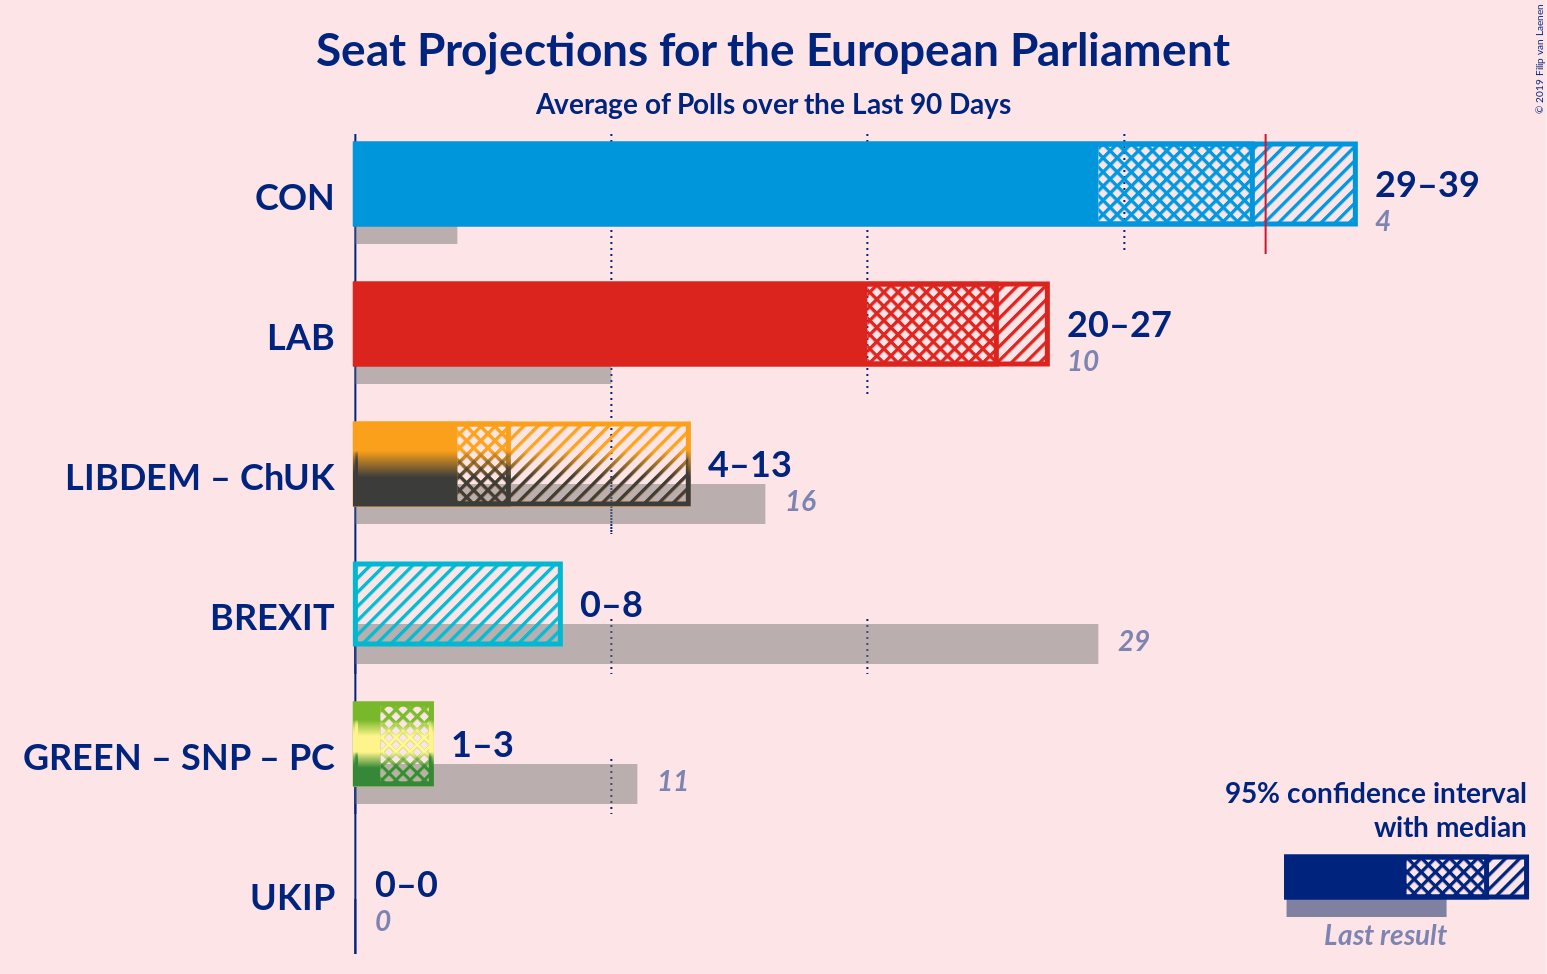 Seat Projections for the European Parliament
Average of Polls over the Last 90 Days
© 2019 Filip van Laenen
CON
29–39
4
LAB
20–27
10
LIBDEM – ChUK
4–13
16
BREXIT
0–8
29
GREEN – SNP – PC
1–3
11
UKIP
0–0
0
95% confidence interval
with median
Last result